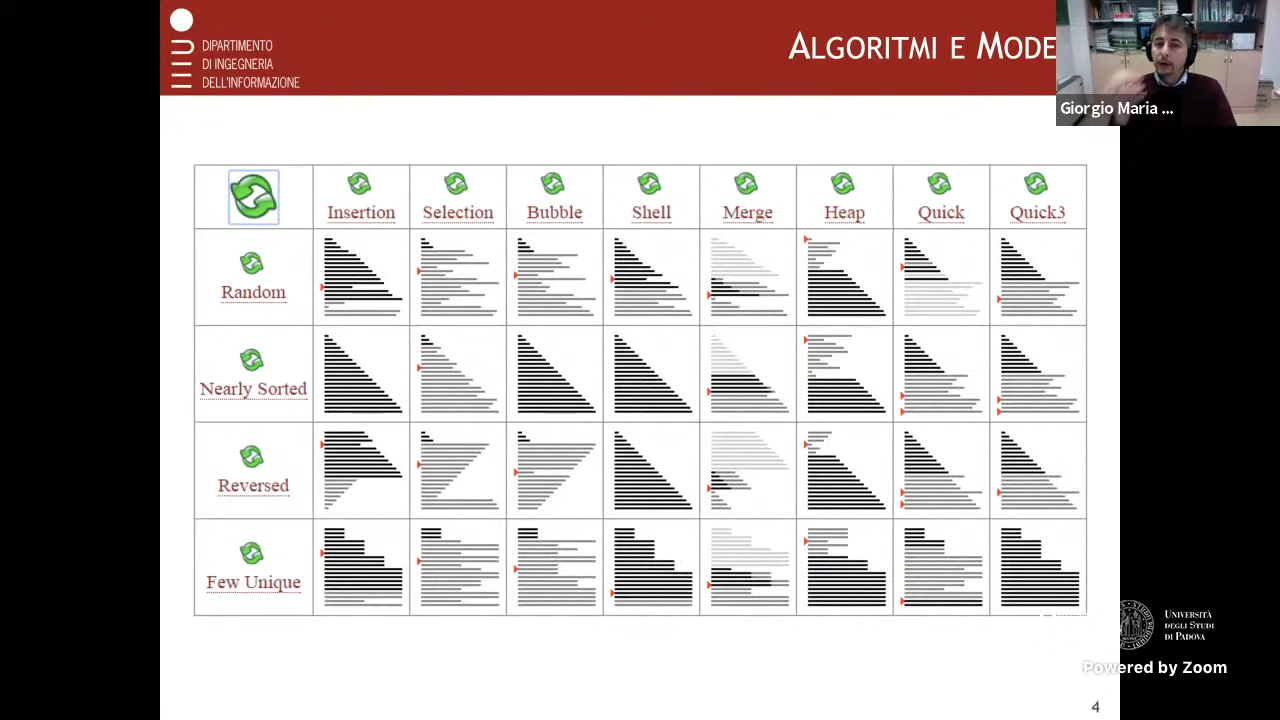 DIPARTIMENTO
DI INGEGNERIA
DELL'INFORMAZIONE
ALGORITMI E MODE
Giorgio Maria ...
Insertion Selection Bubble Shell Merge Heap Quick Quick3
Random
Nearly Sorted
Reversed
Few Unique
UNIVERSITÀ
DEGLI STUDI
DI PADOVA
Powered by Zoom
4